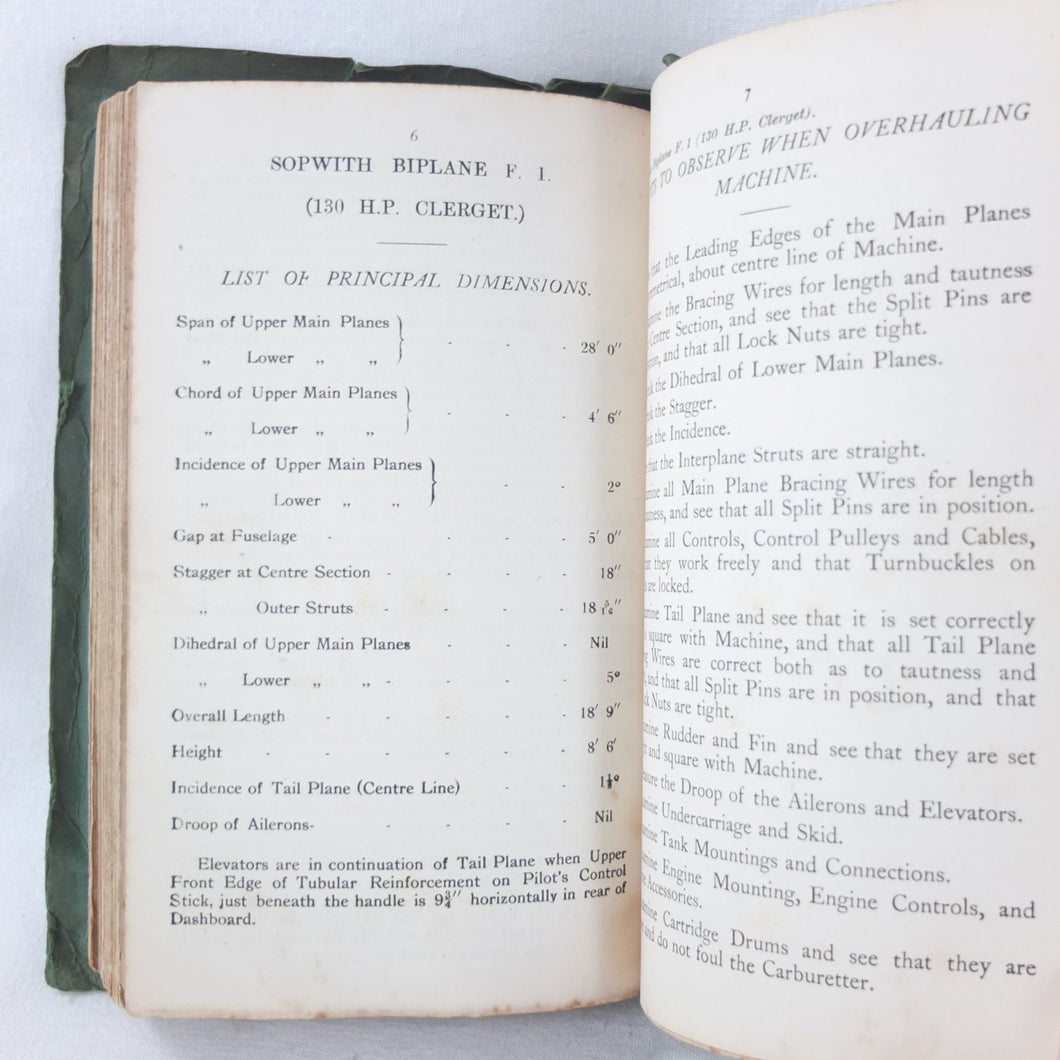 6
SOPWITH BIPLANE F. 1.
(130 H.P. CLERGET.)
LIST OF PRINCIPAL DIMENSIONS.
Span of Upper Main Planes
„ Lower „ „ - - - 28′ 0″
Chord of Upper Main Planes
„ Lower „ „ - - - 4′ 6″
Incidence of Upper Main Planes
„ Lower „ „ - - 2°
Gap at Fuselage - - - - 5′ 0″
Stagger at Centre Section - - - - 18″
„ Outer Struts - - - - 18
Dihedral of Upper Main Planes - - - Nil
„ Lower „ „ - - - - 5°
Overall Length - - - - - 18′ 9″
Height - - - - - - 8′ 6′
Incidence of Tail Plane (Centre Line) - -
Droop of Ailerons- - - - - Nil
Elevators are in continuation of Tail Plane when Upper
Front Edge of Tubular Reinforcement on Pilot's Control
Stick, just beneath the handle is 9¾″ horizontally in rear of
Dashboard.
7
F. 1 (130 H.P. Clerget).
TO OBSERVE WHEN OVERHAULING
MACHINE.
the Leading Edges of the Main Planes
about centre line of Machine.
the Bracing Wires for length and tautness
Centre Section, and see that the Split Pins are
and that all Lock Nuts are tight.
the Dihedral of Lower Main Planes.
the Stagger.
the Incidence.
that the Interplane Struts are straight.
all Main Plane Bracing Wires for length
and see that all Split Pins are in position.
all Controls, Control Pulleys and Cables,
they work freely and that Turnbuckles on
are locked.
Tail Plane and see that it is set correctly
square with Machine, and that all Tail Plane
Wires are correct both as to tautness and
and that all Split Pins are in position, and that
Nuts are tight.
Rudder and Fin and see that they are set
and square with Machine.
the Droop of the Ailerons and Elevators.
Undercarriage and Skid.
Tank Mountings and Connections.
Engine Mounting, Engine Controls, and
Accessories.
Cartridge Drums and see that they are
and do not foul the Carburetter.